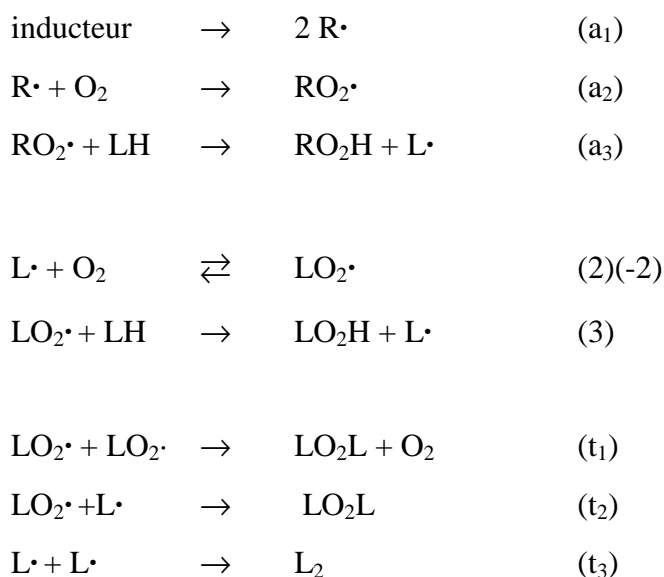 inducteur → 2 R• (a₁)
R• + O₂ → RO₂• (a₂)
RO₂• + LH → RO₂H + L• (a₃)
L• + O₂ ⇄ LO₂• (2)(-2)
LO₂• + LH → LO₂H + L• (3)
LO₂• + LO₂· → LO₂L + O₂ (t₁)
LO₂• +L• → LO₂L (t₂)
L• + L• → L₂ (t₃)